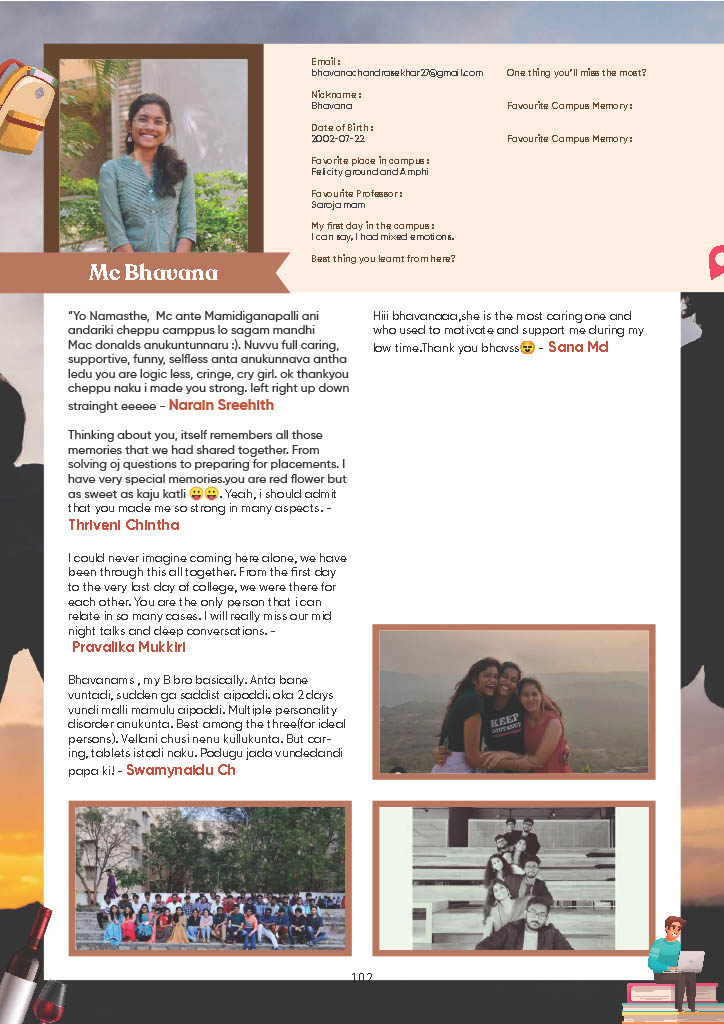 Email :
bhavanachandrasekhar27@gmail.com
Nickname :
Bhavana
Date of Birth :
2002-07-22
Favorite place in campus :
Felicity ground and Amphi
Favourite Professor :
Saroja mam
My first day in the campus :
I can say, I had mixed emotions.
Best thing you learnt from here?
One thing you'll miss the most?
Favourite Campus Memory :
Favourite Campus Memory :
Mc Bhavana
"Yo Namasthe,  Mc ante Mamidiganapalli ani
andariki cheppu camppus lo sagam mandhi
Mac donalds anukuntunnaru :). Nuvvu full caring,
supportive, funny, selfless anta anukunnava antha
ledu you are logic less, cringe, cry girl. ok thankyou
cheppu naku i made you strong. left right up down
strainght eeeee - Narain Sreehith
Thinking about you, itself remembers all those
memories that we had shared together. From
solving oj questions to preparing for placements. I
have very special memories.you are red flower but
as sweet as kaju katli 😛😛. Yeah, i should admit
that you made me so strong in many aspects. -
Thriveni Chintha
I could never imagine coming here alone, we have
been through this all together. From the first day
to the very last day of college, we were there for
each other. You are the only person that i can
relate in so many cases. I will really miss our mid
night talks and deep conversations. -
Pravalika Mukkiri
Bhavanams , my B bro basically. Anta bane
vuntadi, sudden ga saddist aipoddi. oka 2 days
vundi malli mamulu aipoddi. Multiple personality
disorder anukunta. Best among the three(for ideal
persons). Vellani chusi nenu kullukunta. But car-
ing, tablets istadi naku. Podugu jada vundedandi
papa ki! - Swamynaidu Ch
Hiii bhavanaaa,she is the most caring one and
who used to motivate and support me during my
low time.Thank you bhavss😌 - Sana Md
KEEP
DISTANCE
102